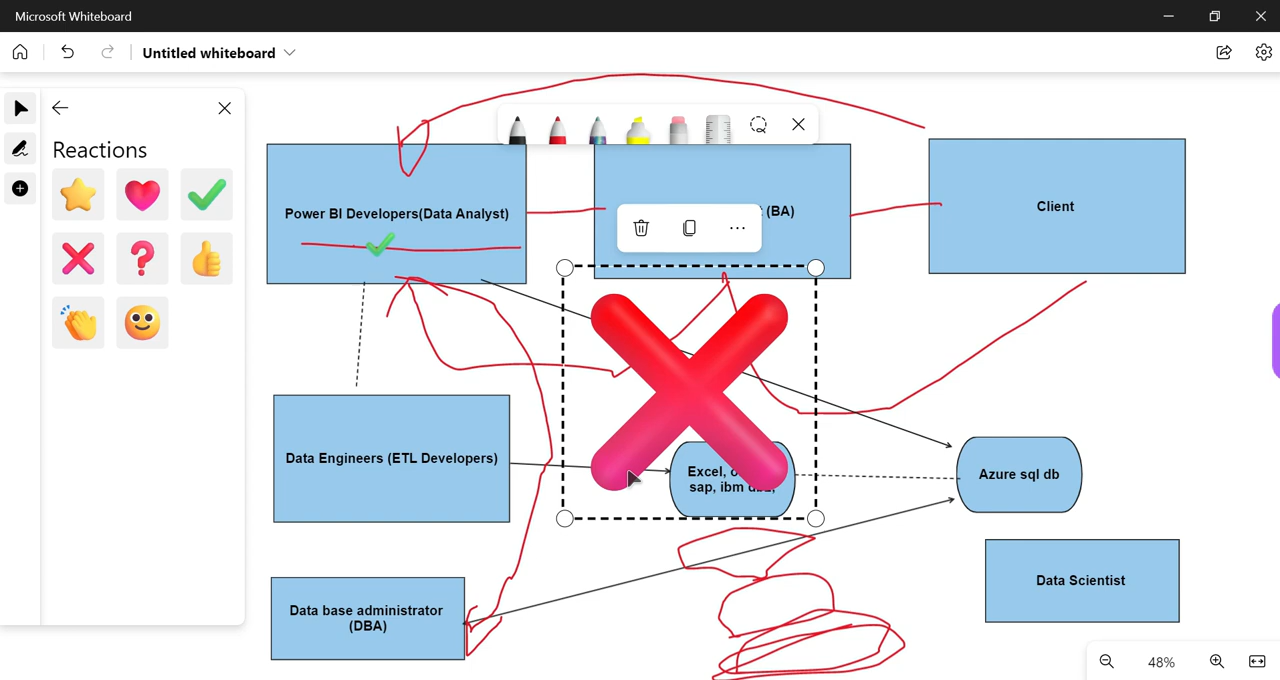 Microsoft Whiteboard
Untitled whiteboard
Reactions
Power BI Developers(Data Analyst)
(BA)
Client
Data Engineers (ETL Developers)
Excel,
sap, ibm
Azure sql db
Data Scientist
Data base administrator
(DBA)
48%